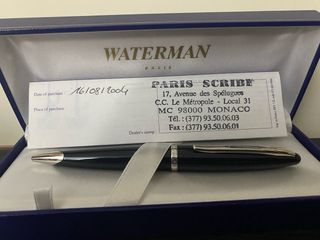 WATERMAN
PARIS
Date of purchase
16/08/2004
PARIS SCRIBE
17, Avenue des Spélugues
C.C. Le Métropole - Local 31
MC 98000 MONACO
Place of purchase
Tél.: (377) 93.50.06.03
Fax: (377) 93.50.06.01
Dealer's stamp